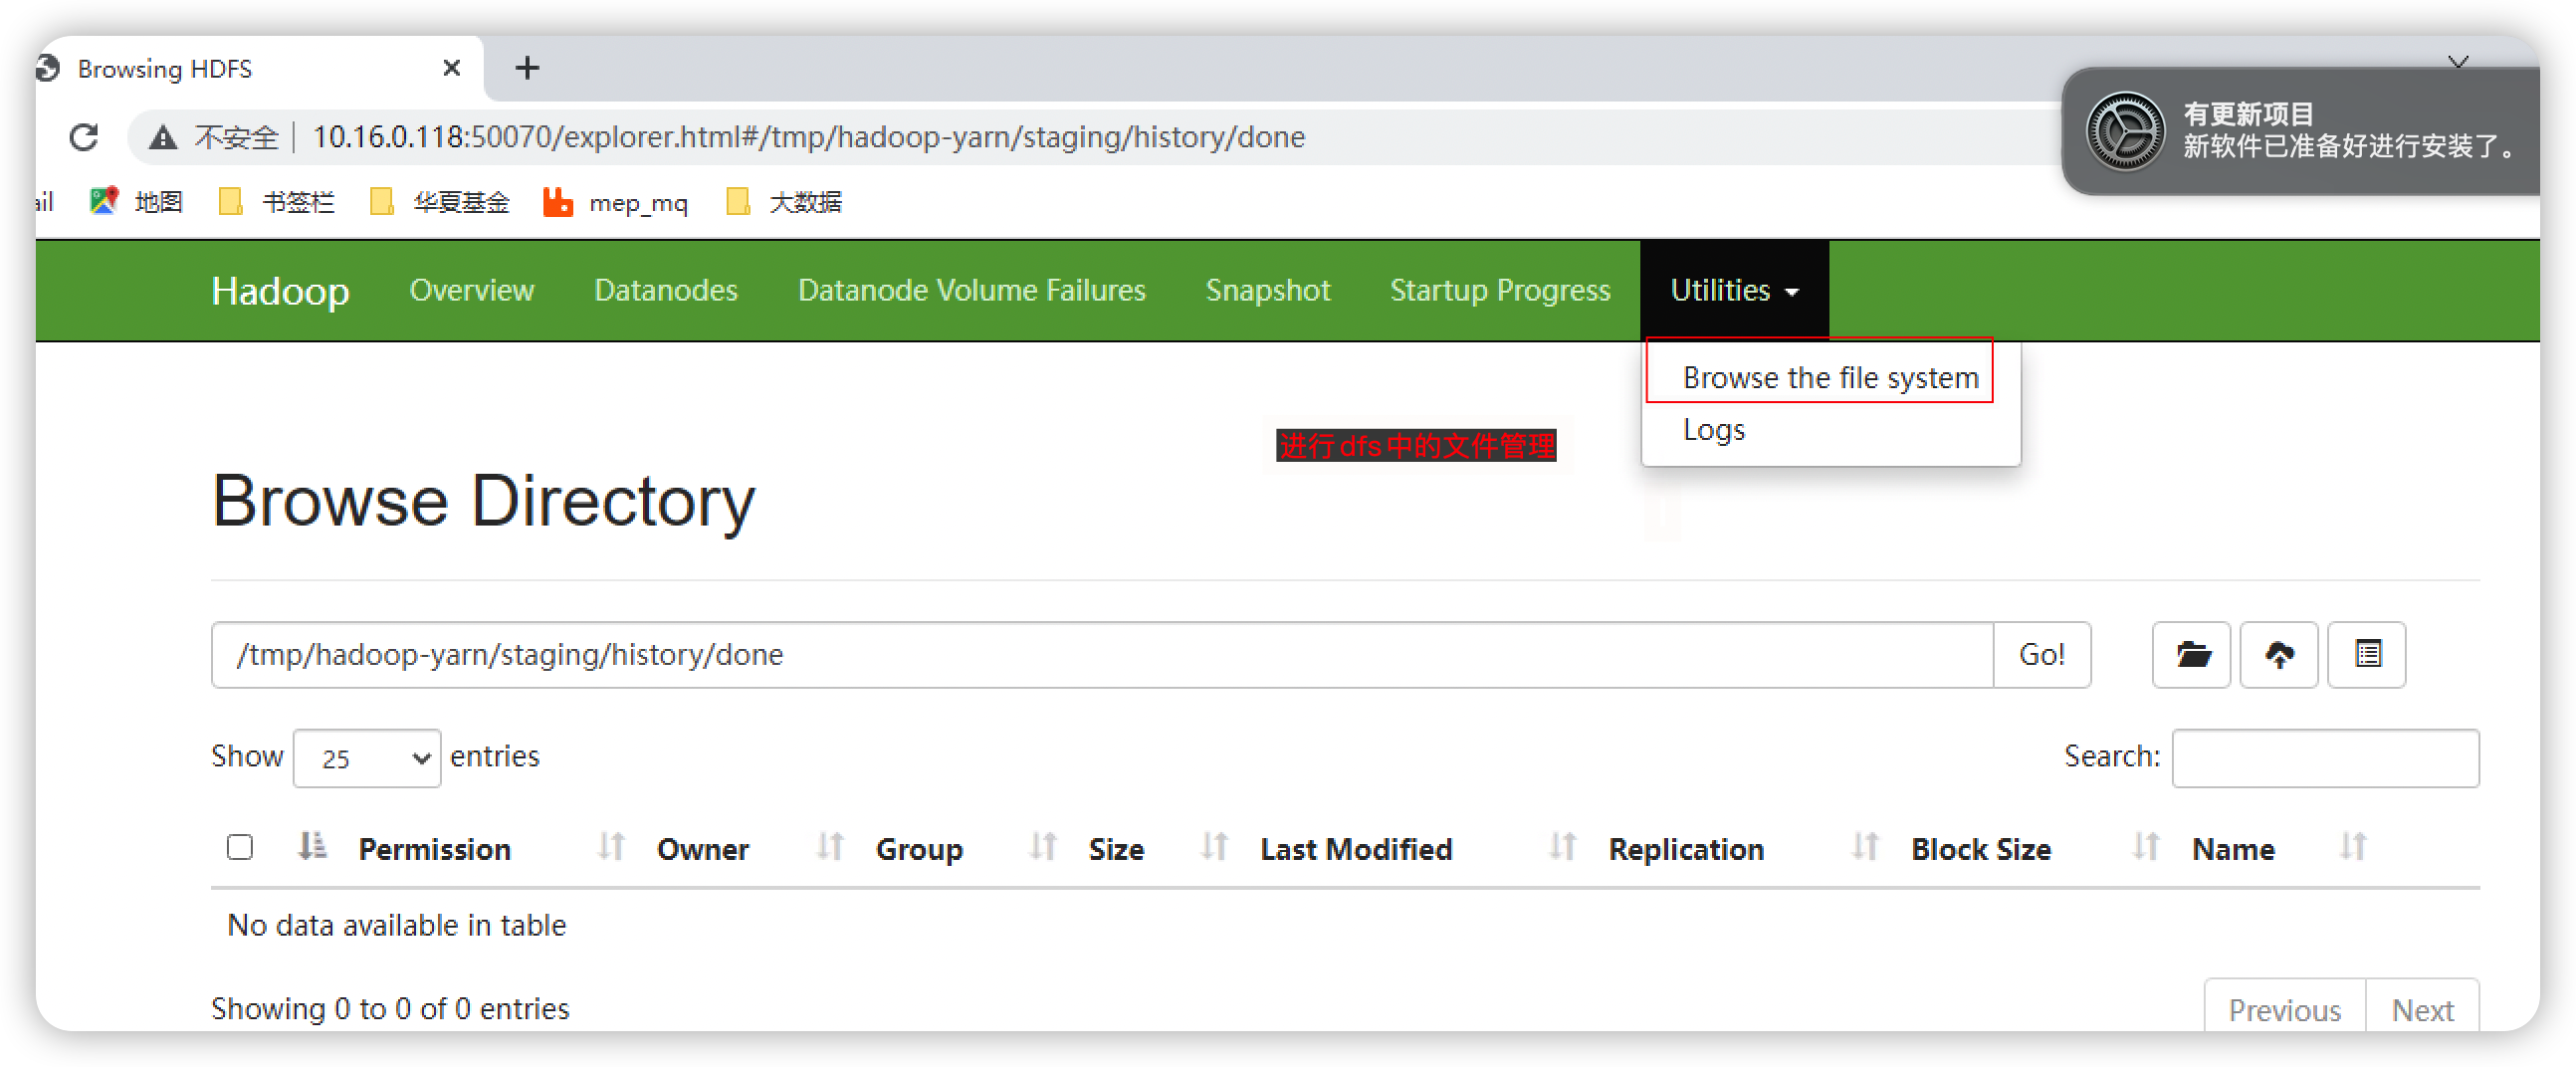 Browsing HDFS
不安全 10.16.0.118:50070/explorer.html#/tmp/hadoop-yarn/staging/history/done
有更新项目
新软件已准备好进行安装了。
ail 地图 书签栏 华夏基金 mep_mq 大数据
Hadoop Overview Datanodes Datanode Volume Failures Snapshot Startup Progress Utilities
Browse the file system
Logs
进行dfs中的文件管理
Browse Directory
/tmp/hadoop-yarn/staging/history/done Go!
Show 25 entries Search:
Permission Owner Group Size Last Modified Replication Block Size Name
No data available in table
Showing 0 to 0 of 0 entries Previous Next